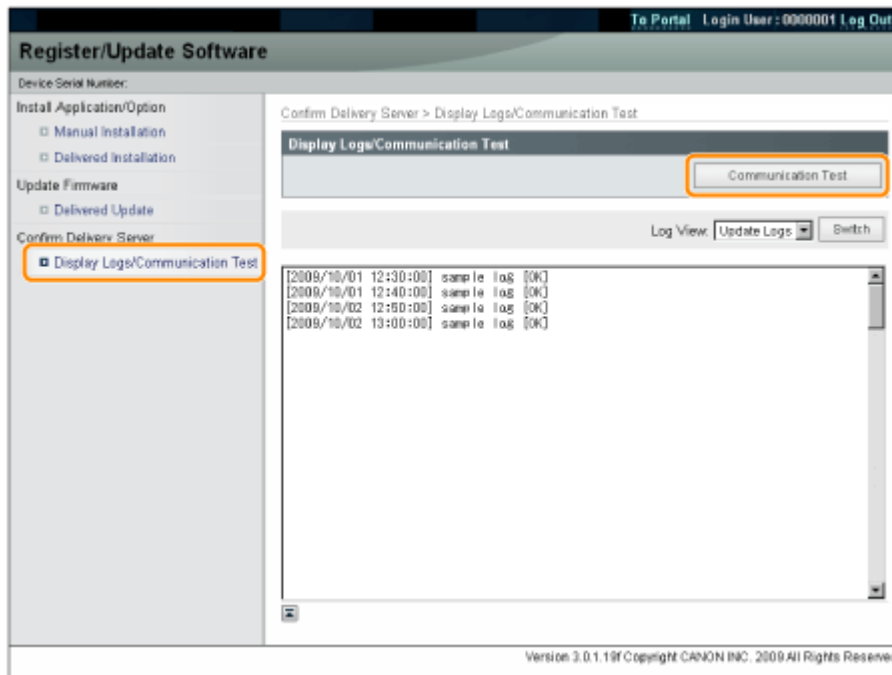 To Portal Login User : 0000001 Log Out
Register/Update Software
Device Serial Number:
Install Application/Option
Manual Installation
Delivered Installation
Update Firmware
Delivered Update
Confirm Delivery Server
Display Logs/Communication Test
Confirm Delivery Server > Display Logs/Communication Test
Display Logs/Communication Test
Communication Test
Log View: Update Logs Switch
[2009/10/01 12:30:00] sample log [OK]
[2009/10/01 12:40:00] sample log [OK]
[2009/10/02 12:50:00] sample log [OK]
[2009/10/02 13:00:00] sample log [OK]
Version 3.0.1.19f Copyright CANON INC. 2009 All Rights Reserve